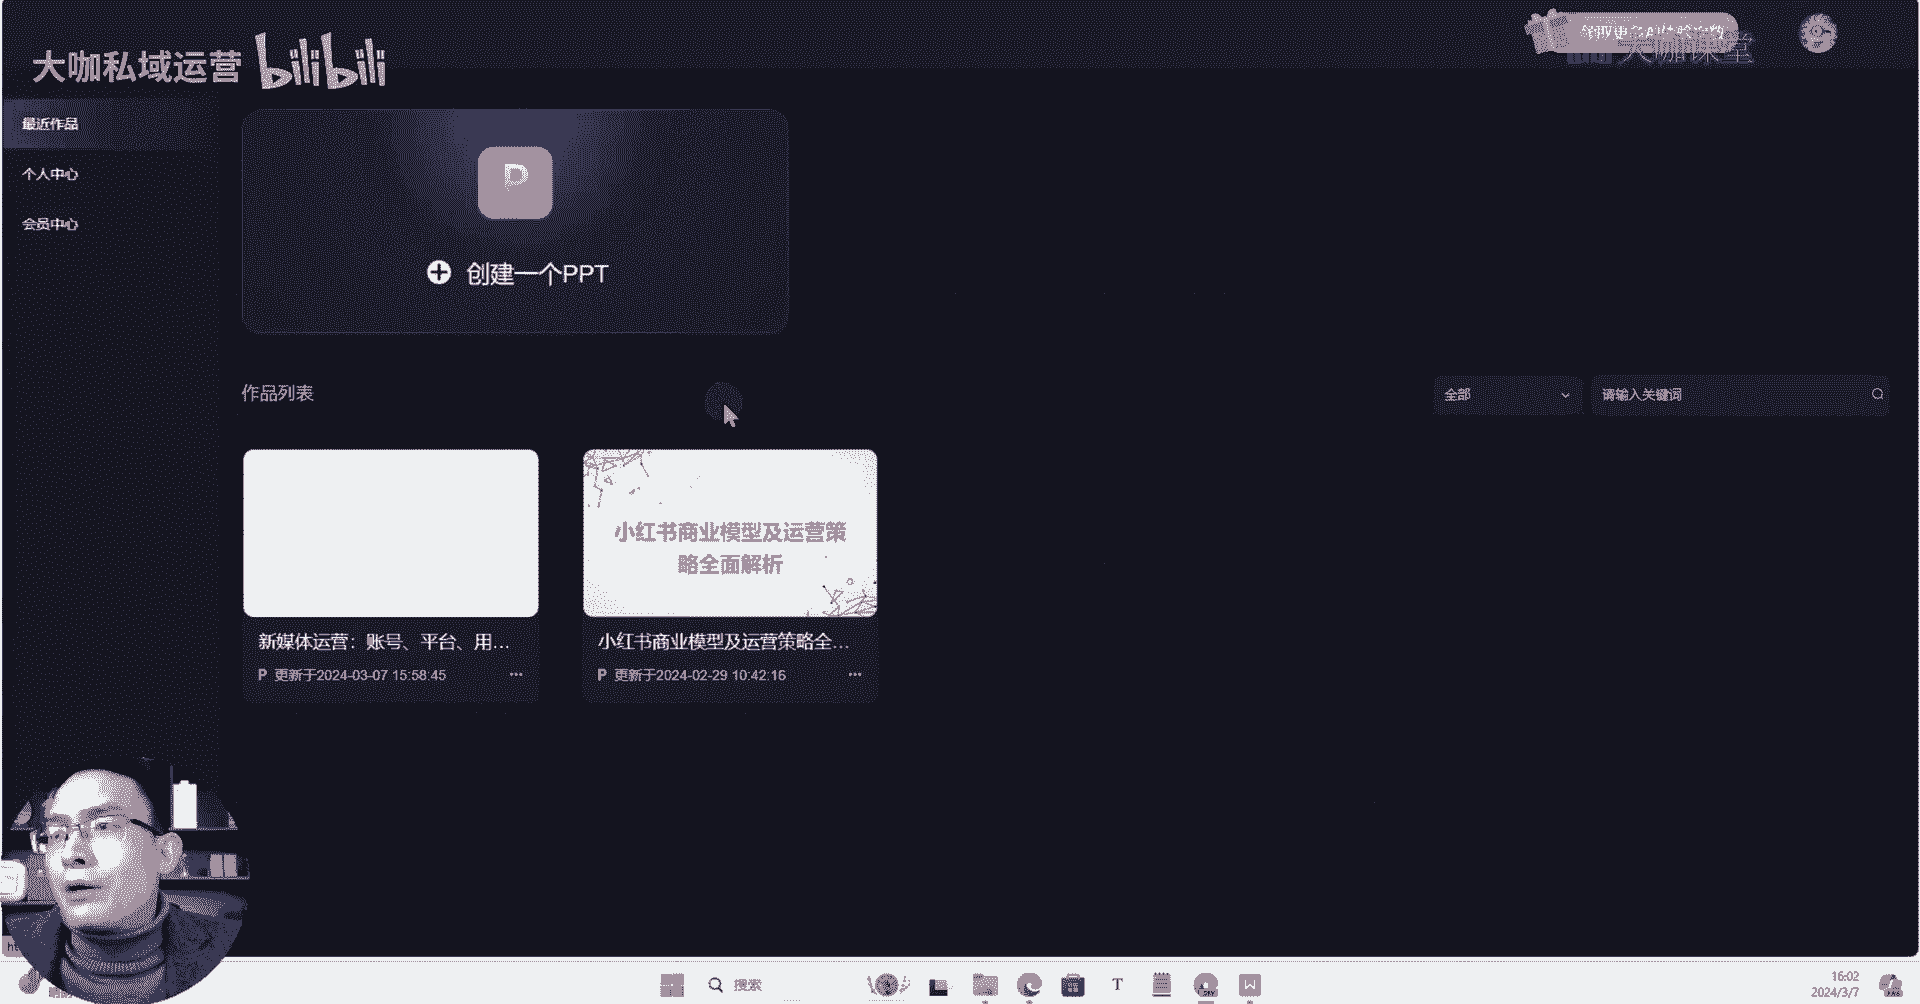 大咖私域运营 bilibili
大咖课堂
最近作品
个人中心
会员中心
P
创建一个PPT
作品列表
全部
请输入关键词
小红书商业模型及运营策
略全面解析
新媒体运营：账号、平台、用...
P 更新于2024-03-07 15:58:45
小红书商业模型及运营策略全...
P 更新于2024-02-29 10:42:16
搜索
T
16:02
2024/3/7